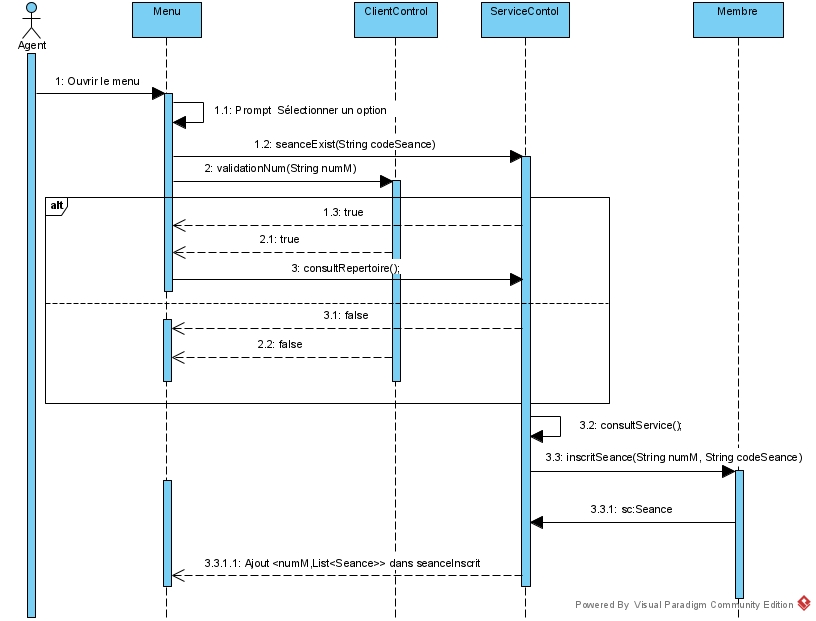 Menu
ClientControl
ServiceContol
Membre
Agent
1: Ouvrir le menu
1.1: Prompt Sélectionner un option
1.2: seanceExist(String codeSeance)
2: validationNum(String numM)
alt
1.3: true
2.1: true
3: consultRepertoire();
3.1: false
2.2: false
3.2: consultService();
3.3: inscritSeance(String numM, String codeSeance)
3.3.1: sc:Seance
3.3.1.1: Ajout <numM,List<Seance>> dans seanceInscrit
Powered By Visual Paradigm Community Edition